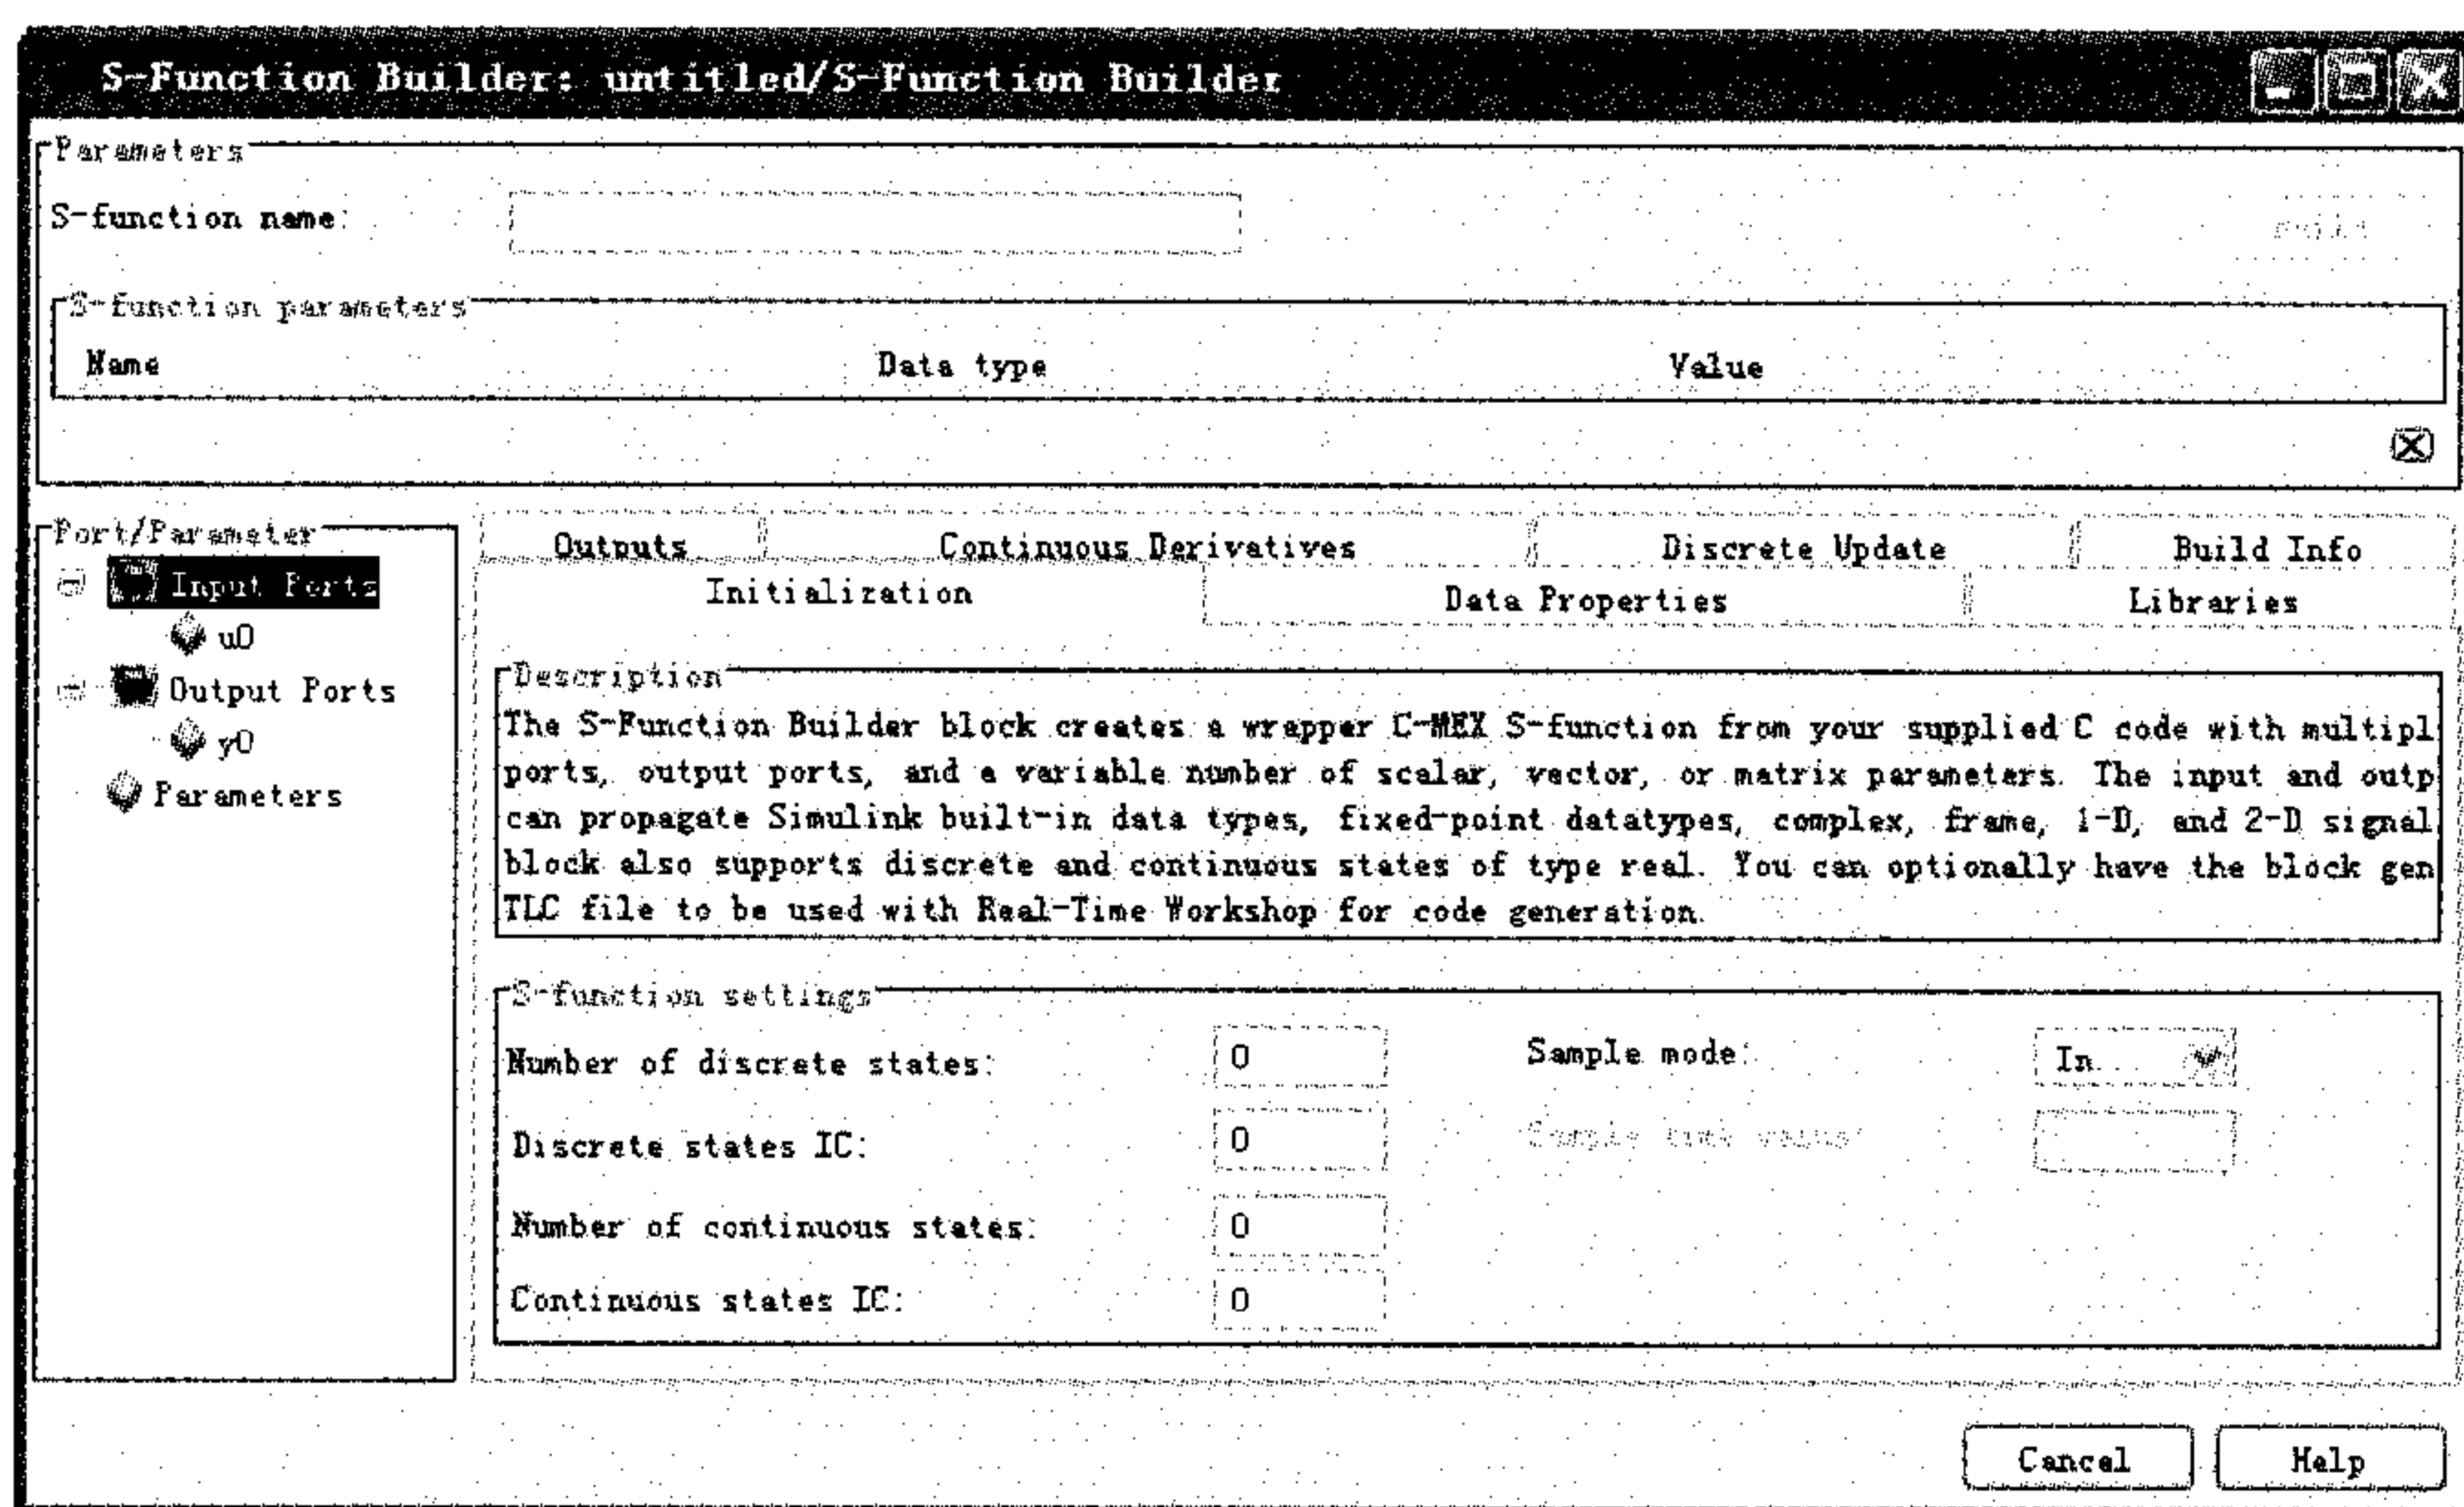 S-Function Builder: untitled/S-Function Builder
Parameters
S-function name:
S-function parameters
Name Data type Value
Port/Parameter
Input Ports
u0
Output Ports
y0
Parameters
Outputs Continuous Derivatives Discrete Update Build Info
Initialization Data Properties Libraries
Description
The S-Function Builder block creates a wrapper C-MEX S-function from your supplied C code with multipl
ports, output ports, and a variable number of scalar, vector, or matrix parameters. The input and outp
can propagate Simulink built-in data types, fixed-point datatypes, complex, frame, 1-D, and 2-D signal
block also supports discrete and continuous states of type real. You can optionally have the block gen
TLC file to be used with Real-Time Workshop for code generation.
S-function settings
Number of discrete states: 0 Sample mode: In
Discrete states IC: 0 Sample time value:
Number of continuous states: 0
Continuous states IC: 0
Cancel Help